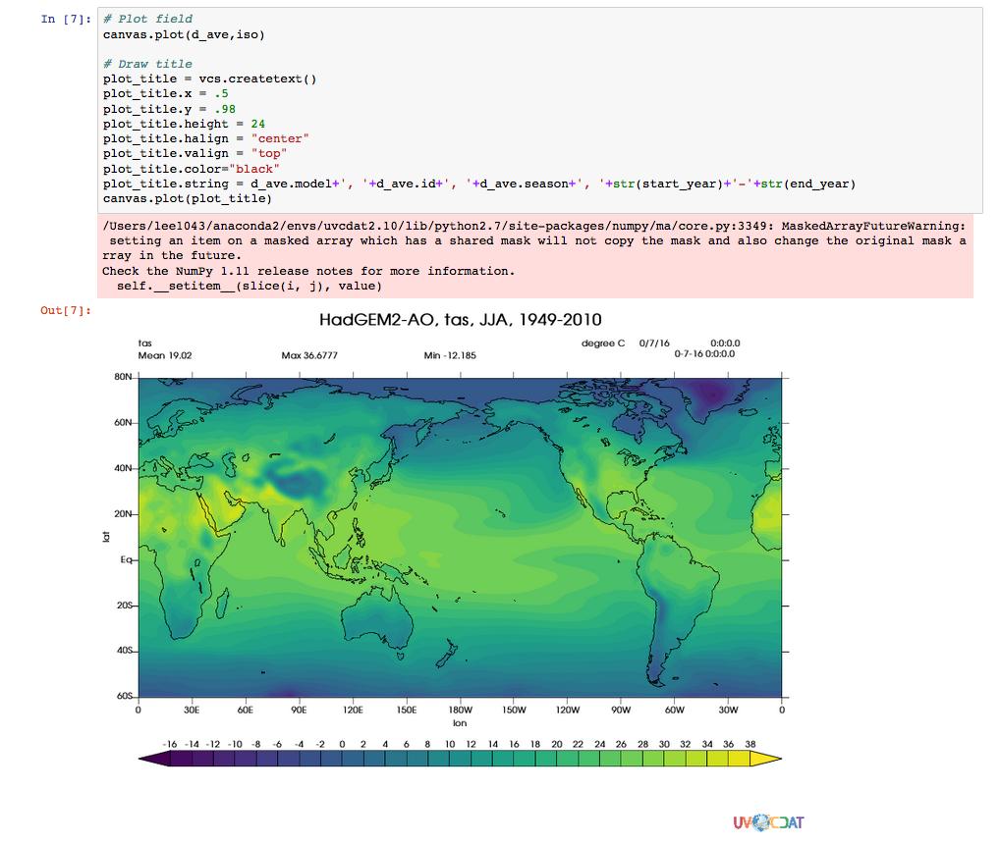 In [7]:
# Plot field
canvas.plot(d_ave,iso)
# Draw title
plot_title = vcs.createtext()
plot_title.x = .5
plot_title.y = .98
plot_title.height = 24
plot_title.halign = "center"
plot_title.valign = "top"
plot_title.color="black"
plot_title.string = d_ave.model+', '+d_ave.id+', '+d_ave.season+', '+str(start_year)+'-'+str(end_year)
canvas.plot(plot_title)
/Users/lee1043/anaconda2/envs/uvcdat2.10/lib/python2.7/site-packages/numpy/ma/core.py:3349: MaskedArrayFutureWarning:
setting an item on a masked array which has a shared mask will not copy the mask and also change the original mask a
rray in the future.
Check the NumPy 1.11 release notes for more information.
self.__setitem__(slice(i, j), value)
Out[7]:
HadGEM2-AO, tas, JJA, 1949-2010
tas degree C 0/7/16 0:0:0.0
Mean 19.02 Max 36.6777 Min -12.185 0-7-16 0:0:0.0
80N
60N
40N
20N
lat
Eq
20S
40S
60S
0 30E 60E 90E 120E 150E 180W 150W 120W 90W 60W 30W 0
lon
-16 -14 -12 -10 -8 -6 -4 -2 0 2 4 6 8 10 12 14 16 18 20 22 24 26 28 30 32 34 36 38
UVCDAT